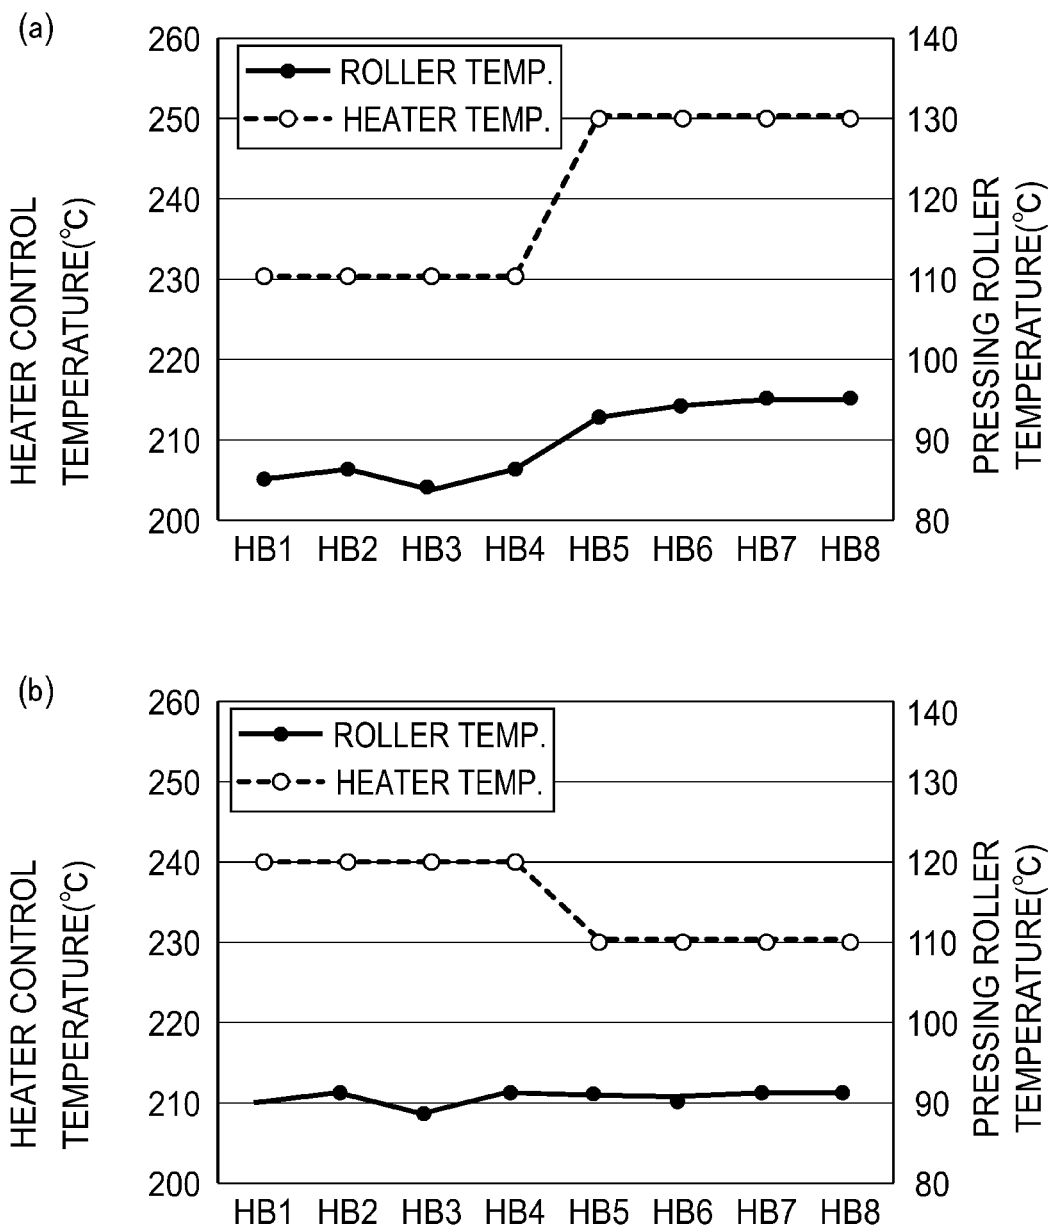 (a)
260
250
240
230
220
210
200
HEATER CONTROL
TEMPERATURE(°C)
ROLLER TEMP.
HEATER TEMP.
140
130
120
110
100
90
80
PRESSING ROLLER
TEMPERATURE(°C)
HB1 HB2 HB3 HB4 HB5 HB6 HB7 HB8
(b)
260
250
240
230
220
210
200
HEATER CONTROL
TEMPERATURE(°C)
ROLLER TEMP.
HEATER TEMP.
140
130
120
110
100
90
80
PRESSING ROLLER
TEMPERATURE(°C)
HB1 HB2 HB3 HB4 HB5 HB6 HB7 HB8